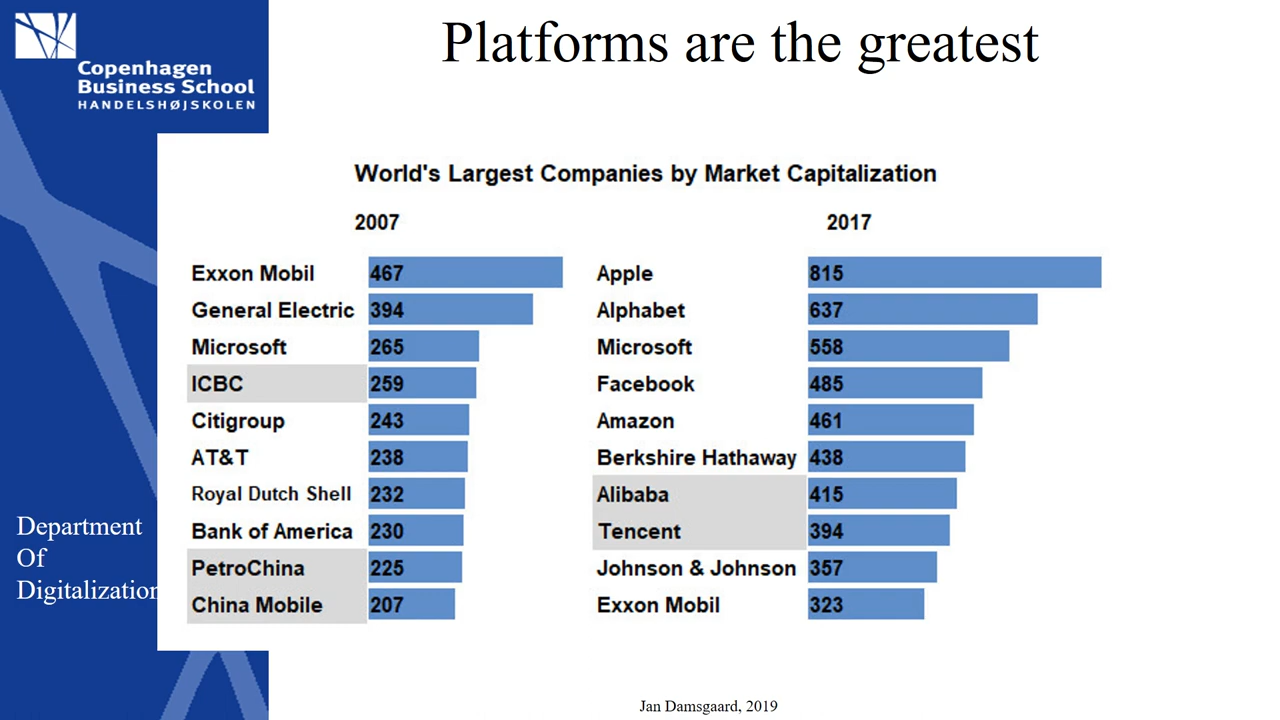 Platforms are the greatest
Copenhagen
Business School
HANDELSHØJSKOLEN
World's Largest Companies by Market Capitalization
2007
Exxon Mobil 467
General Electric 394
Microsoft 265
ICBC 259
Citigroup 243
AT&T 238
Royal Dutch Shell 232
Bank of America 230
PetroChina 225
China Mobile 207
2017
Apple 815
Alphabet 637
Microsoft 558
Facebook 485
Amazon 461
Berkshire Hathaway 438
Alibaba 415
Tencent 394
Johnson & Johnson 357
Exxon Mobil 323
Department
Of
Digitalization
Jan Damsgaard, 2019